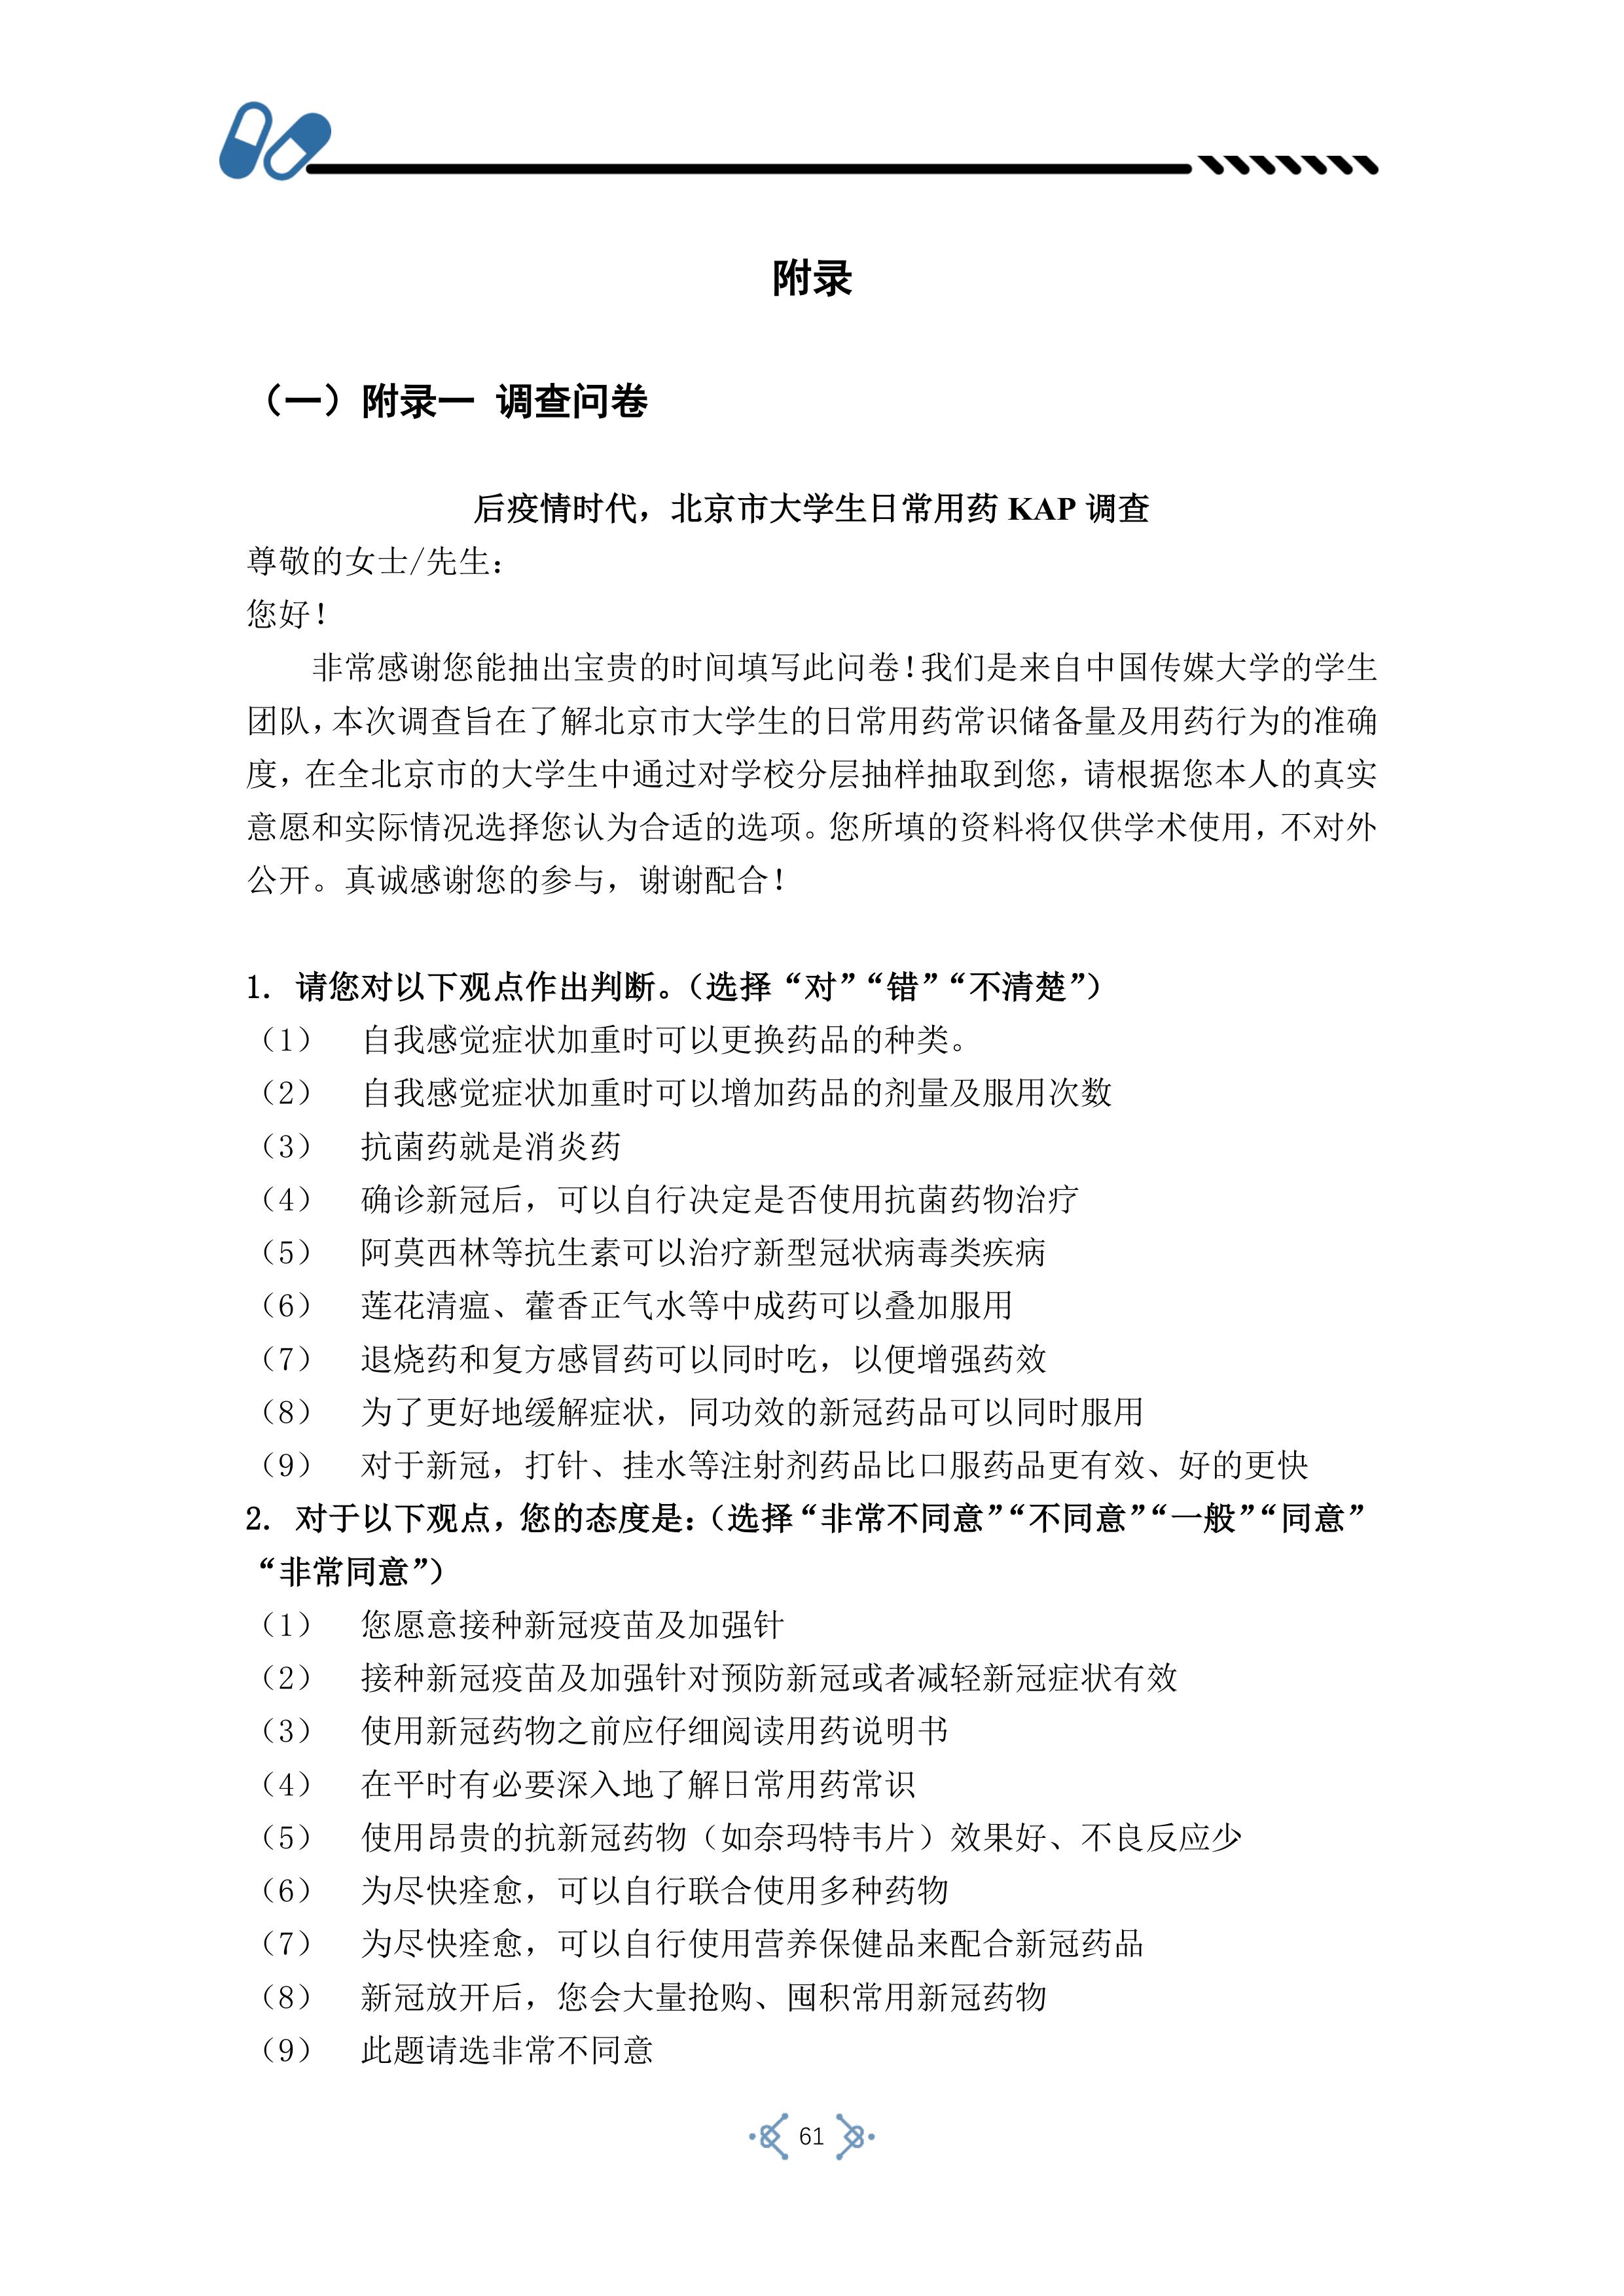 附录
（一）附录一 调查问卷
后疫情时代，北京市大学生日常用药 KAP 调查
尊敬的女士/先生：
您好！
非常感谢您能抽出宝贵的时间填写此问卷！我们是来自中国传媒大学的学生
团队，本次调查旨在了解北京市大学生的日常用药常识储备量及用药行为的准确
度，在全北京市的大学生中通过对学校分层抽样抽取到您，请根据您本人的真实
意愿和实际情况选择您认为合适的选项。您所填的资料将仅供学术使用，不对外
公开。真诚感谢您的参与，谢谢配合！
1. 请您对以下观点作出判断。（选择“对”“错”“不清楚”）
（1） 自我感觉症状加重时可以更换药品的种类。
（2） 自我感觉症状加重时可以增加药品的剂量及服用次数
（3） 抗菌药就是消炎药
（4） 确诊新冠后，可以自行决定是否使用抗菌药物治疗
（5） 阿莫西林等抗生素可以治疗新型冠状病毒类疾病
（6） 莲花清瘟、藿香正气水等中成药可以叠加服用
（7） 退烧药和复方感冒药可以同时吃，以便增强药效
（8） 为了更好地缓解症状，同功效的新冠药品可以同时服用
（9） 对于新冠，打针、挂水等注射剂药品比口服药品更有效、好的更快
2. 对于以下观点，您的态度是：（选择“非常不同意”“不同意”“一般”“同意”
“非常同意”）
（1） 您愿意接种新冠疫苗及加强针
（2） 接种新冠疫苗及加强针对预防新冠或者减轻新冠症状有效
（3） 使用新冠药物之前应仔细阅读用药说明书
（4） 在平时有必要深入地了解日常用药常识
（5） 使用昂贵的抗新冠药物（如奈玛特韦片）效果好、不良反应少
（6） 为尽快痊愈，可以自行联合使用多种药物
（7） 为尽快痊愈，可以自行使用营养保健品来配合新冠药品
（8） 新冠放开后，您会大量抢购、囤积常用新冠药物
（9） 此题请选非常不同意
61